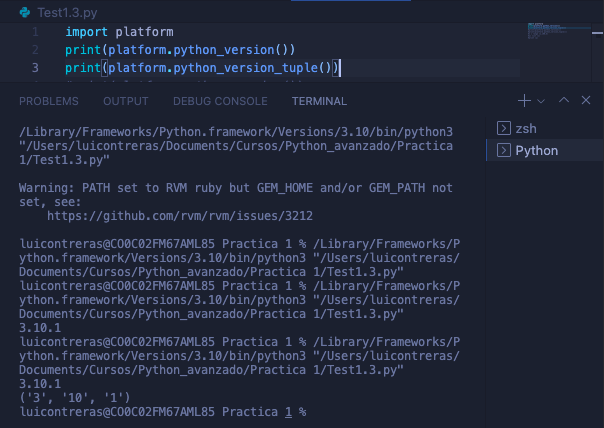 Test1.3.py
1 import platform
2 print(platform.python_version())
3 print(platform.python_version_tuple())
PROBLEMS OUTPUT DEBUG CONSOLE TERMINAL
/Library/Frameworks/Python.framework/Versions/3.10/bin/python3
"/Users/luicontreras/Documents/Cursos/Python_avanzado/Practica
1/Test1.3.py"
Warning: PATH set to RVM ruby but GEM_HOME and/or GEM_PATH not
set, see:
https://github.com/rvm/rvm/issues/3212
luicontreras@CO0C02FM67AML85 Practica 1 % /Library/Frameworks/P
ython.framework/Versions/3.10/bin/python3 "/Users/luicontreras/
Documents/Cursos/Python_avanzado/Practica 1/Test1.3.py"
luicontreras@CO0C02FM67AML85 Practica 1 % /Library/Frameworks/P
ython.framework/Versions/3.10/bin/python3 "/Users/luicontreras/
Documents/Cursos/Python_avanzado/Practica 1/Test1.3.py"
3.10.1
luicontreras@CO0C02FM67AML85 Practica 1 % /Library/Frameworks/P
ython.framework/Versions/3.10/bin/python3 "/Users/luicontreras/
Documents/Cursos/Python_avanzado/Practica 1/Test1.3.py"
3.10.1
('3', '10', '1')
luicontreras@CO0C02FM67AML85 Practica 1 %
zsh
Python